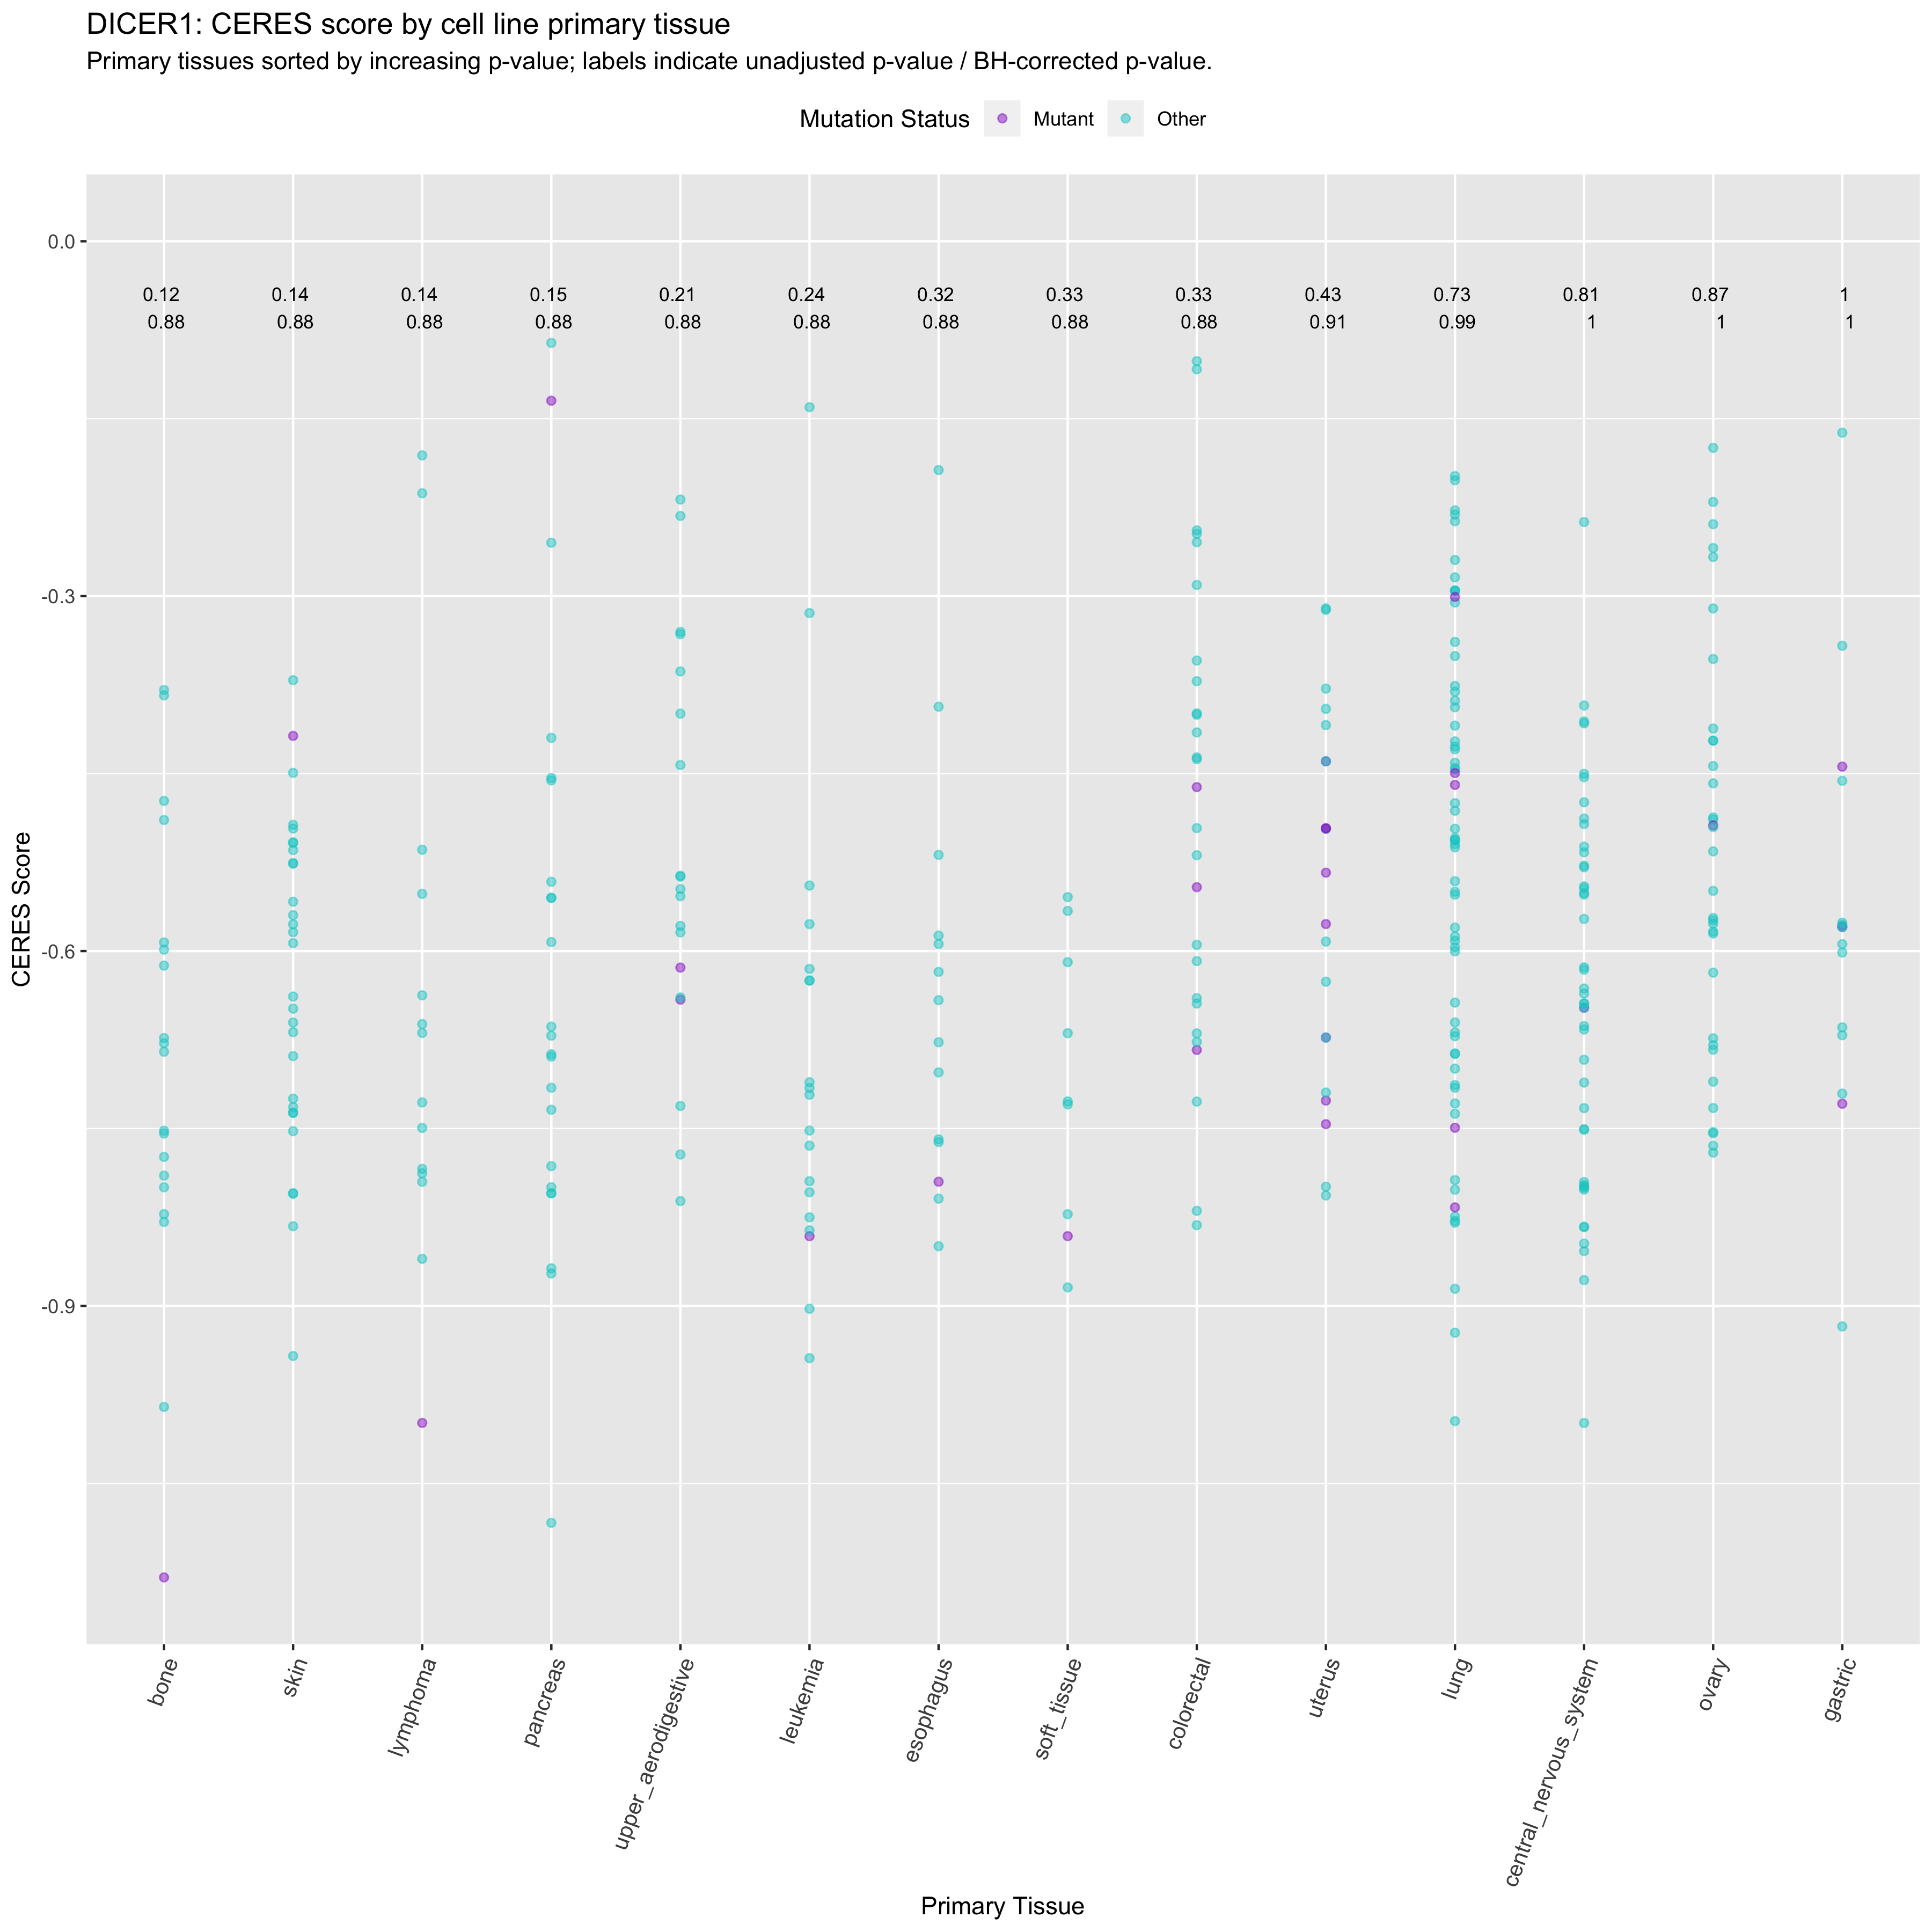 DICER1: CERES score by cell line primary tissue
Primary tissues sorted by increasing p-value; labels indicate unadjusted p-value / BH-corrected p-value.
Mutation Status Mutant Other
0.0
0.12 0.14 0.14 0.15 0.21 0.24 0.32 0.33 0.33 0.43 0.73 0.81 0.87 1
0.88 0.88 0.88 0.88 0.88 0.88 0.88 0.88 0.88 0.91 0.99 1 1 1
-0.3
-0.6
-0.9
CERES Score
bone skin lymphoma pancreas upper_aerodigestive leukemia esophagus soft_tissue colorectal uterus lung central_nervous_system ovary gastric
Primary Tissue